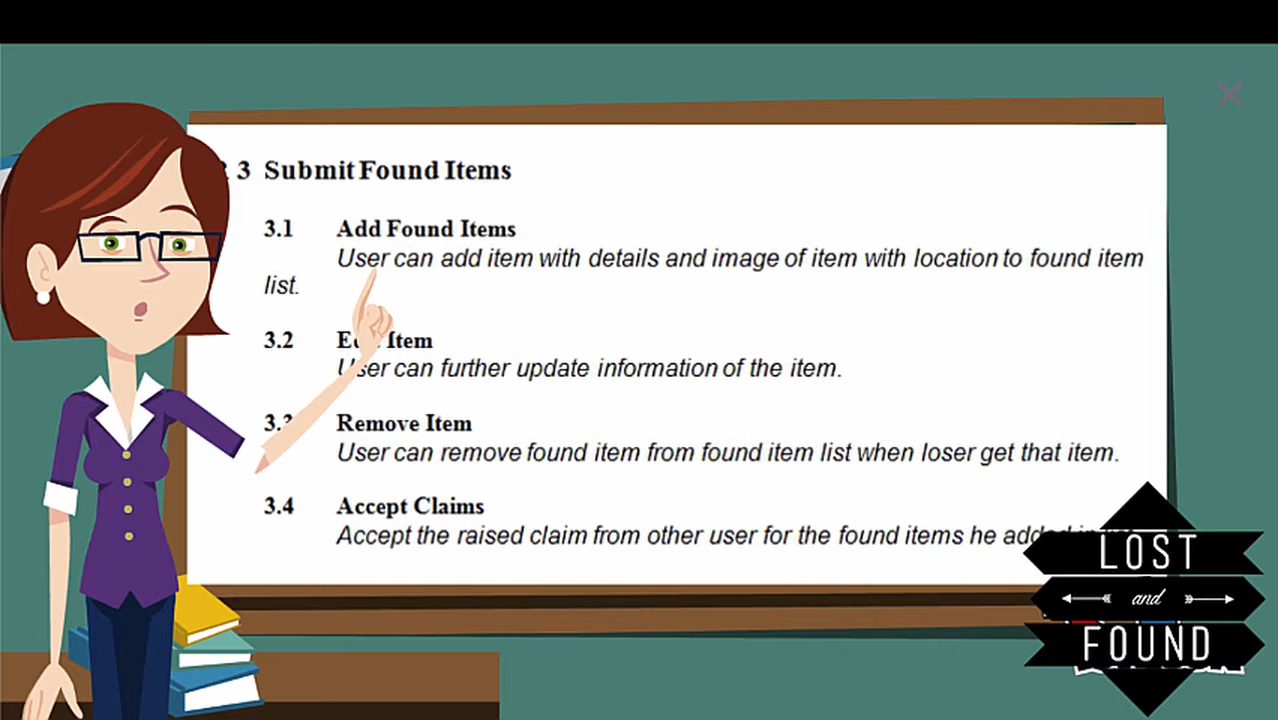 3 Submit Found Items
3.1 Add Found Items
User can add item with details and image of item with location to found item
list.
3.2 Item
User can further update information of the item.
Remove Item
User can remove found item from found item list when loser get that item.
3.4 Accept Claims
Accept the raised claim from other user for the found items he added
LOST
and
FOUND